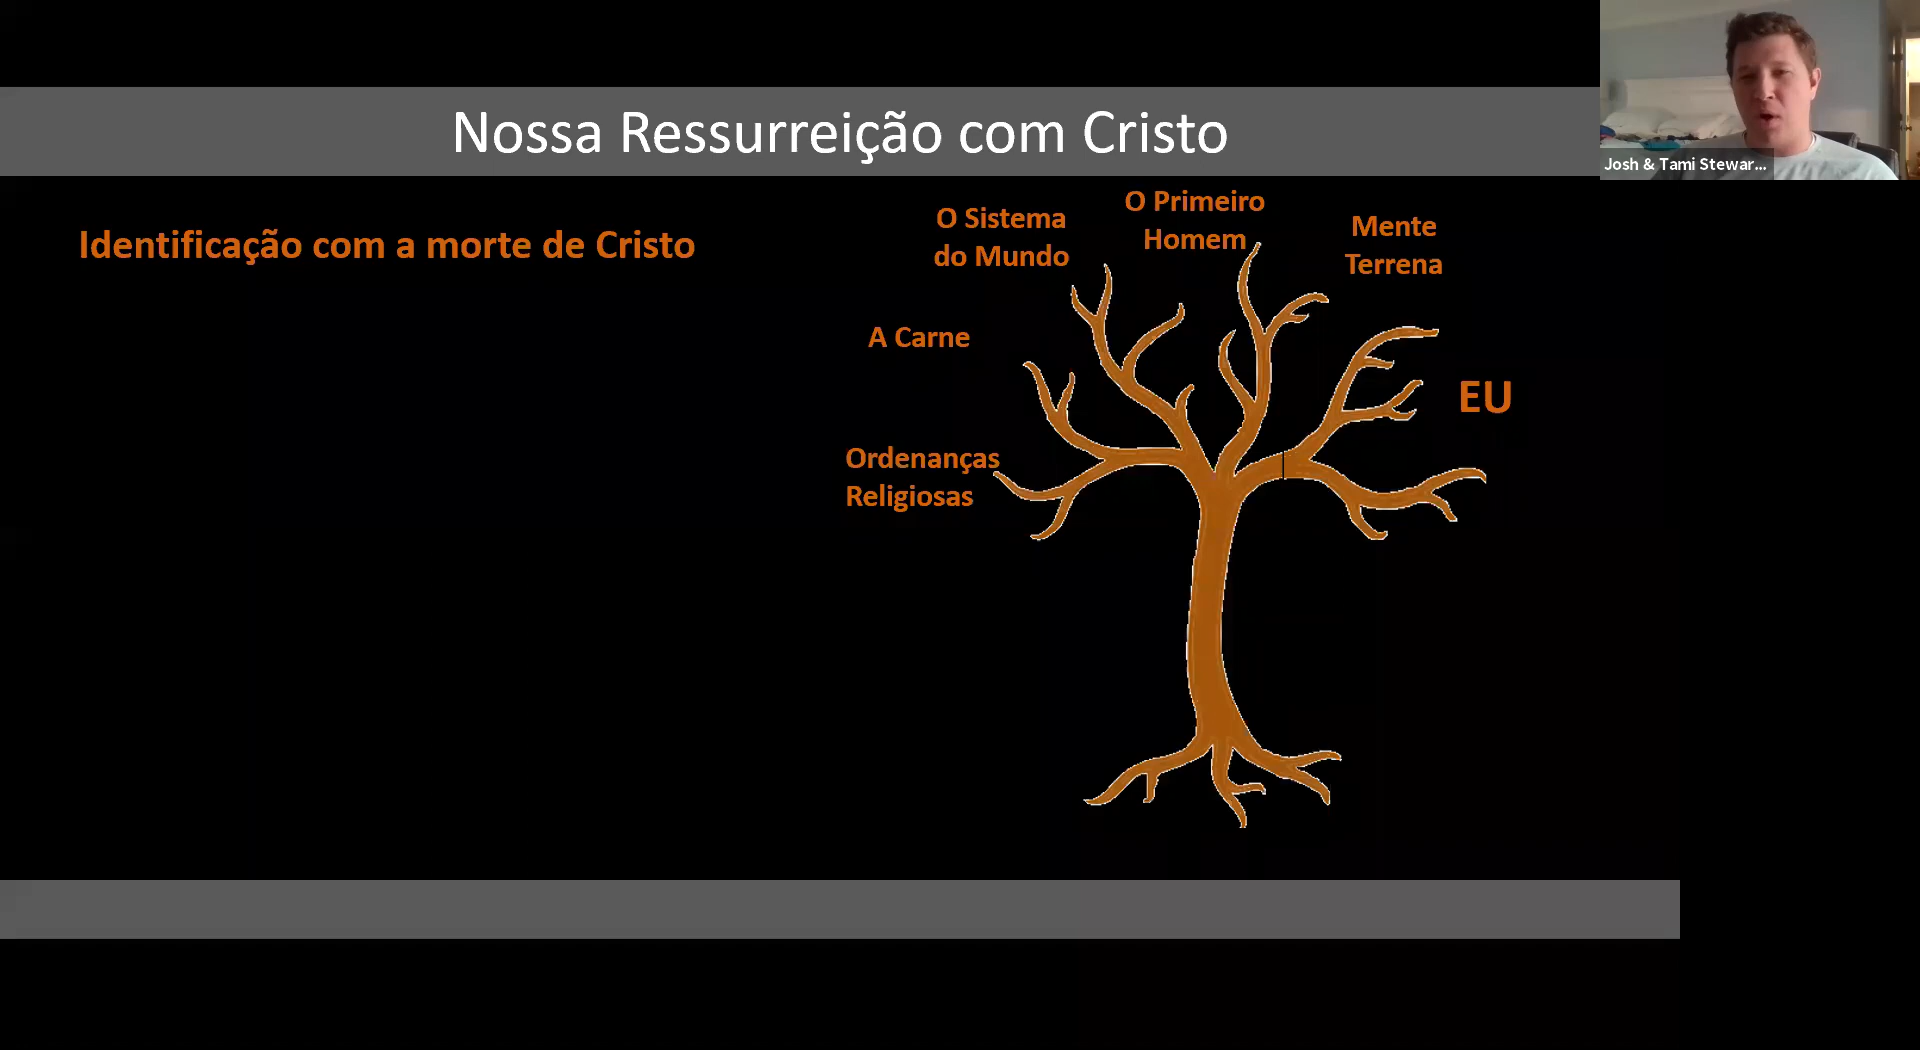 Nossa Ressurreição com Cristo
Josh & Tami Stewar...
Identificação com a morte de Cristo
O Sistema
do Mundo
O Primeiro
Homem
Mente
Terrena
A Carne
EU
Ordenanças
Religiosas